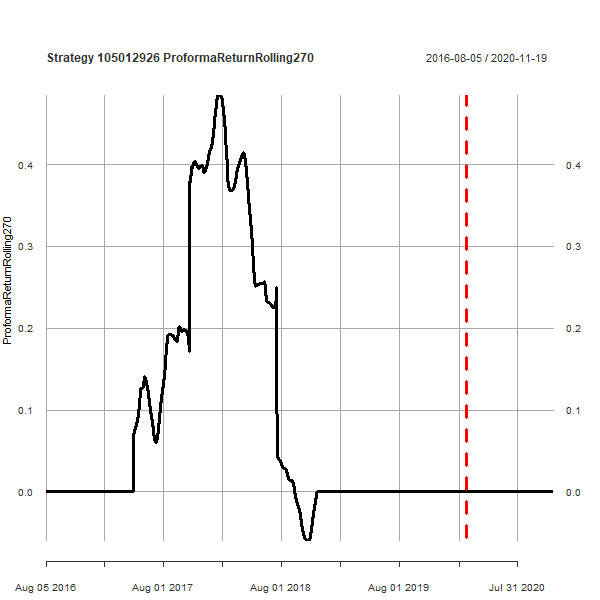 Strategy 105012926 ProformaReturnRolling270
2016-08-05 / 2020-11-19
ProformaReturnRolling270
0.4
0.3
0.2
0.1
0.0
0.4
0.3
0.2
0.1
0.0
Aug 05 2016
Aug 01 2017
Aug 01 2018
Aug 01 2019
Jul 31 2020